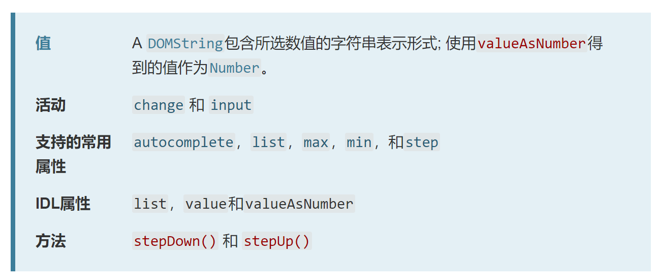 值 A DOMString包含所选数值的字符串表示形式; 使用valueAsNumber得
到的值作为Number。
活动 change 和 input
支持的常用 autocomplete, list, max, min, 和step
属性
IDL属性 list, value和valueAsNumber
方法 stepDown() 和 stepUp()